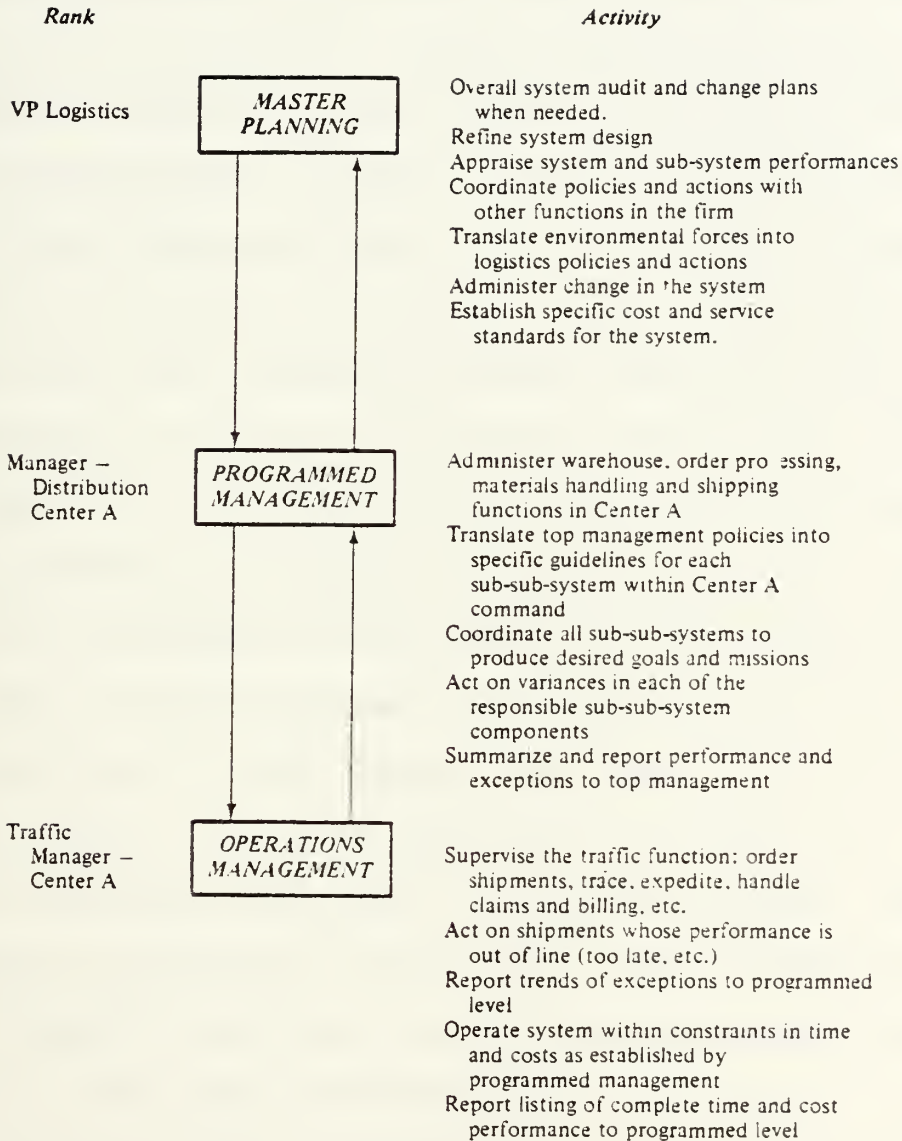 Rank
Activity
VP Logistics
MASTER
PLANNING
Overall system audit and change plans
when needed.
Refine system design
Appraise system and sub-system performances
Coordinate policies and actions with
other functions in the firm
Translate environmental forces into
logistics policies and actions
Administer change in the system
Establish specific cost and service
standards for the system.
Manager –
Distribution
Center A
PROGRAMMED
MANAGEMENT
Administer warehouse. order pro essing,
materials handling and shipping
functions in Center A
Translate top management policies into
specific guidelines for each
sub-sub-system within Center A
command
Coordinate all sub-sub-systems to
produce desired goals and missions
Act on variances in each of the
responsible sub-sub-system
components
Summarize and report performance and
exceptions to top management
Traffic
Manager –
Center A
OPERATIONS
MANAGEMENT
Supervise the traffic function: order
shipments, trace, expedite, handle
claims and billing, etc.
Act on shipments whose performance is
out of line (too late, etc.)
Report trends of exceptions to programmed
level
Operate system within constraints in time
and costs as established by
programmed management
Report listing of complete time and cost
performance to programmed level